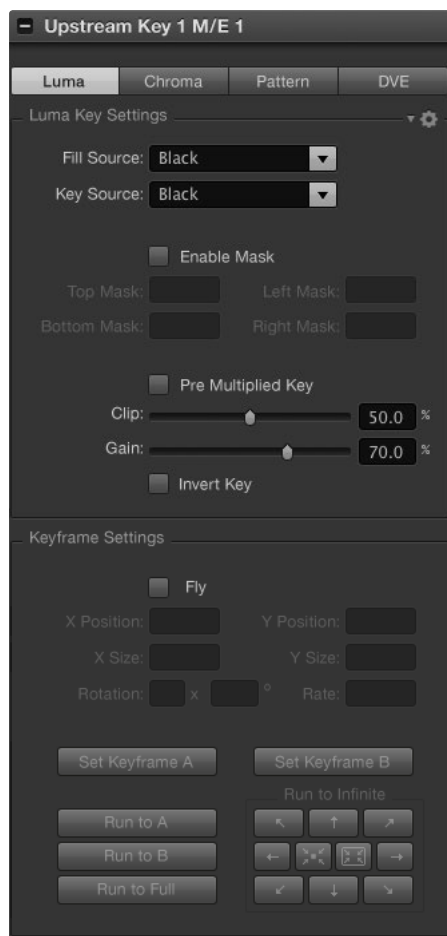 Upstream Key 1 M/E 1
Luma Chroma Pattern DVE
Luma Key Settings
Fill Source: Black
Key Source: Black
Enable Mask
Top Mask: Left Mask:
Bottom Mask: Right Mask:
Pre Multiplied Key
Clip: 50.0 %
Gain: 70.0 %
Invert Key
Keyframe Settings
Fly
X Position: Y Position:
X Size: Y Size:
Rotation: x ° Rate:
Set Keyframe A Set Keyframe B
Run to Infinite
Run to A
Run to B
Run to Full